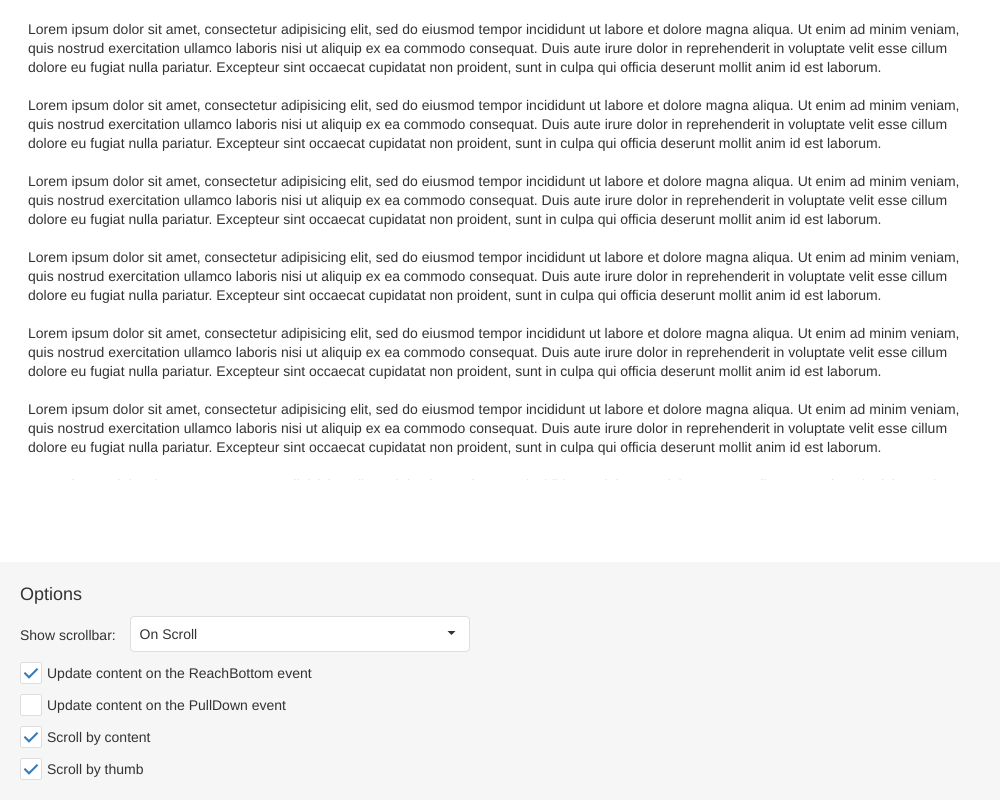 Lorem ipsum dolor sit amet, consectetur adipisicing elit, sed do eiusmod tempor incididunt ut labore et dolore magna aliqua. Ut enim ad minim veniam,
quis nostrud exercitation ullamco laboris nisi ut aliquip ex ea commodo consequat. Duis aute irure dolor in reprehenderit in voluptate velit esse cillum
dolore eu fugiat nulla pariatur. Excepteur sint occaecat cupidatat non proident, sunt in culpa qui officia deserunt mollit anim id est laborum.
Lorem ipsum dolor sit amet, consectetur adipisicing elit, sed do eiusmod tempor incididunt ut labore et dolore magna aliqua. Ut enim ad minim veniam,
quis nostrud exercitation ullamco laboris nisi ut aliquip ex ea commodo consequat. Duis aute irure dolor in reprehenderit in voluptate velit esse cillum
dolore eu fugiat nulla pariatur. Excepteur sint occaecat cupidatat non proident, sunt in culpa qui officia deserunt mollit anim id est laborum.
Lorem ipsum dolor sit amet, consectetur adipisicing elit, sed do eiusmod tempor incididunt ut labore et dolore magna aliqua. Ut enim ad minim veniam,
quis nostrud exercitation ullamco laboris nisi ut aliquip ex ea commodo consequat. Duis aute irure dolor in reprehenderit in voluptate velit esse cillum
dolore eu fugiat nulla pariatur. Excepteur sint occaecat cupidatat non proident, sunt in culpa qui officia deserunt mollit anim id est laborum.
Lorem ipsum dolor sit amet, consectetur adipisicing elit, sed do eiusmod tempor incididunt ut labore et dolore magna aliqua. Ut enim ad minim veniam,
quis nostrud exercitation ullamco laboris nisi ut aliquip ex ea commodo consequat. Duis aute irure dolor in reprehenderit in voluptate velit esse cillum
dolore eu fugiat nulla pariatur. Excepteur sint occaecat cupidatat non proident, sunt in culpa qui officia deserunt mollit anim id est laborum.
Lorem ipsum dolor sit amet, consectetur adipisicing elit, sed do eiusmod tempor incididunt ut labore et dolore magna aliqua. Ut enim ad minim veniam,
quis nostrud exercitation ullamco laboris nisi ut aliquip ex ea commodo consequat. Duis aute irure dolor in reprehenderit in voluptate velit esse cillum
dolore eu fugiat nulla pariatur. Excepteur sint occaecat cupidatat non proident, sunt in culpa qui officia deserunt mollit anim id est laborum.
Lorem ipsum dolor sit amet, consectetur adipisicing elit, sed do eiusmod tempor incididunt ut labore et dolore magna aliqua. Ut enim ad minim veniam,
quis nostrud exercitation ullamco laboris nisi ut aliquip ex ea commodo consequat. Duis aute irure dolor in reprehenderit in voluptate velit esse cillum
dolore eu fugiat nulla pariatur. Excepteur sint occaecat cupidatat non proident, sunt in culpa qui officia deserunt mollit anim id est laborum.
Options
Show scrollbar: On Scroll
Update content on the ReachBottom event
Update content on the PullDown event
Scroll by content
Scroll by thumb